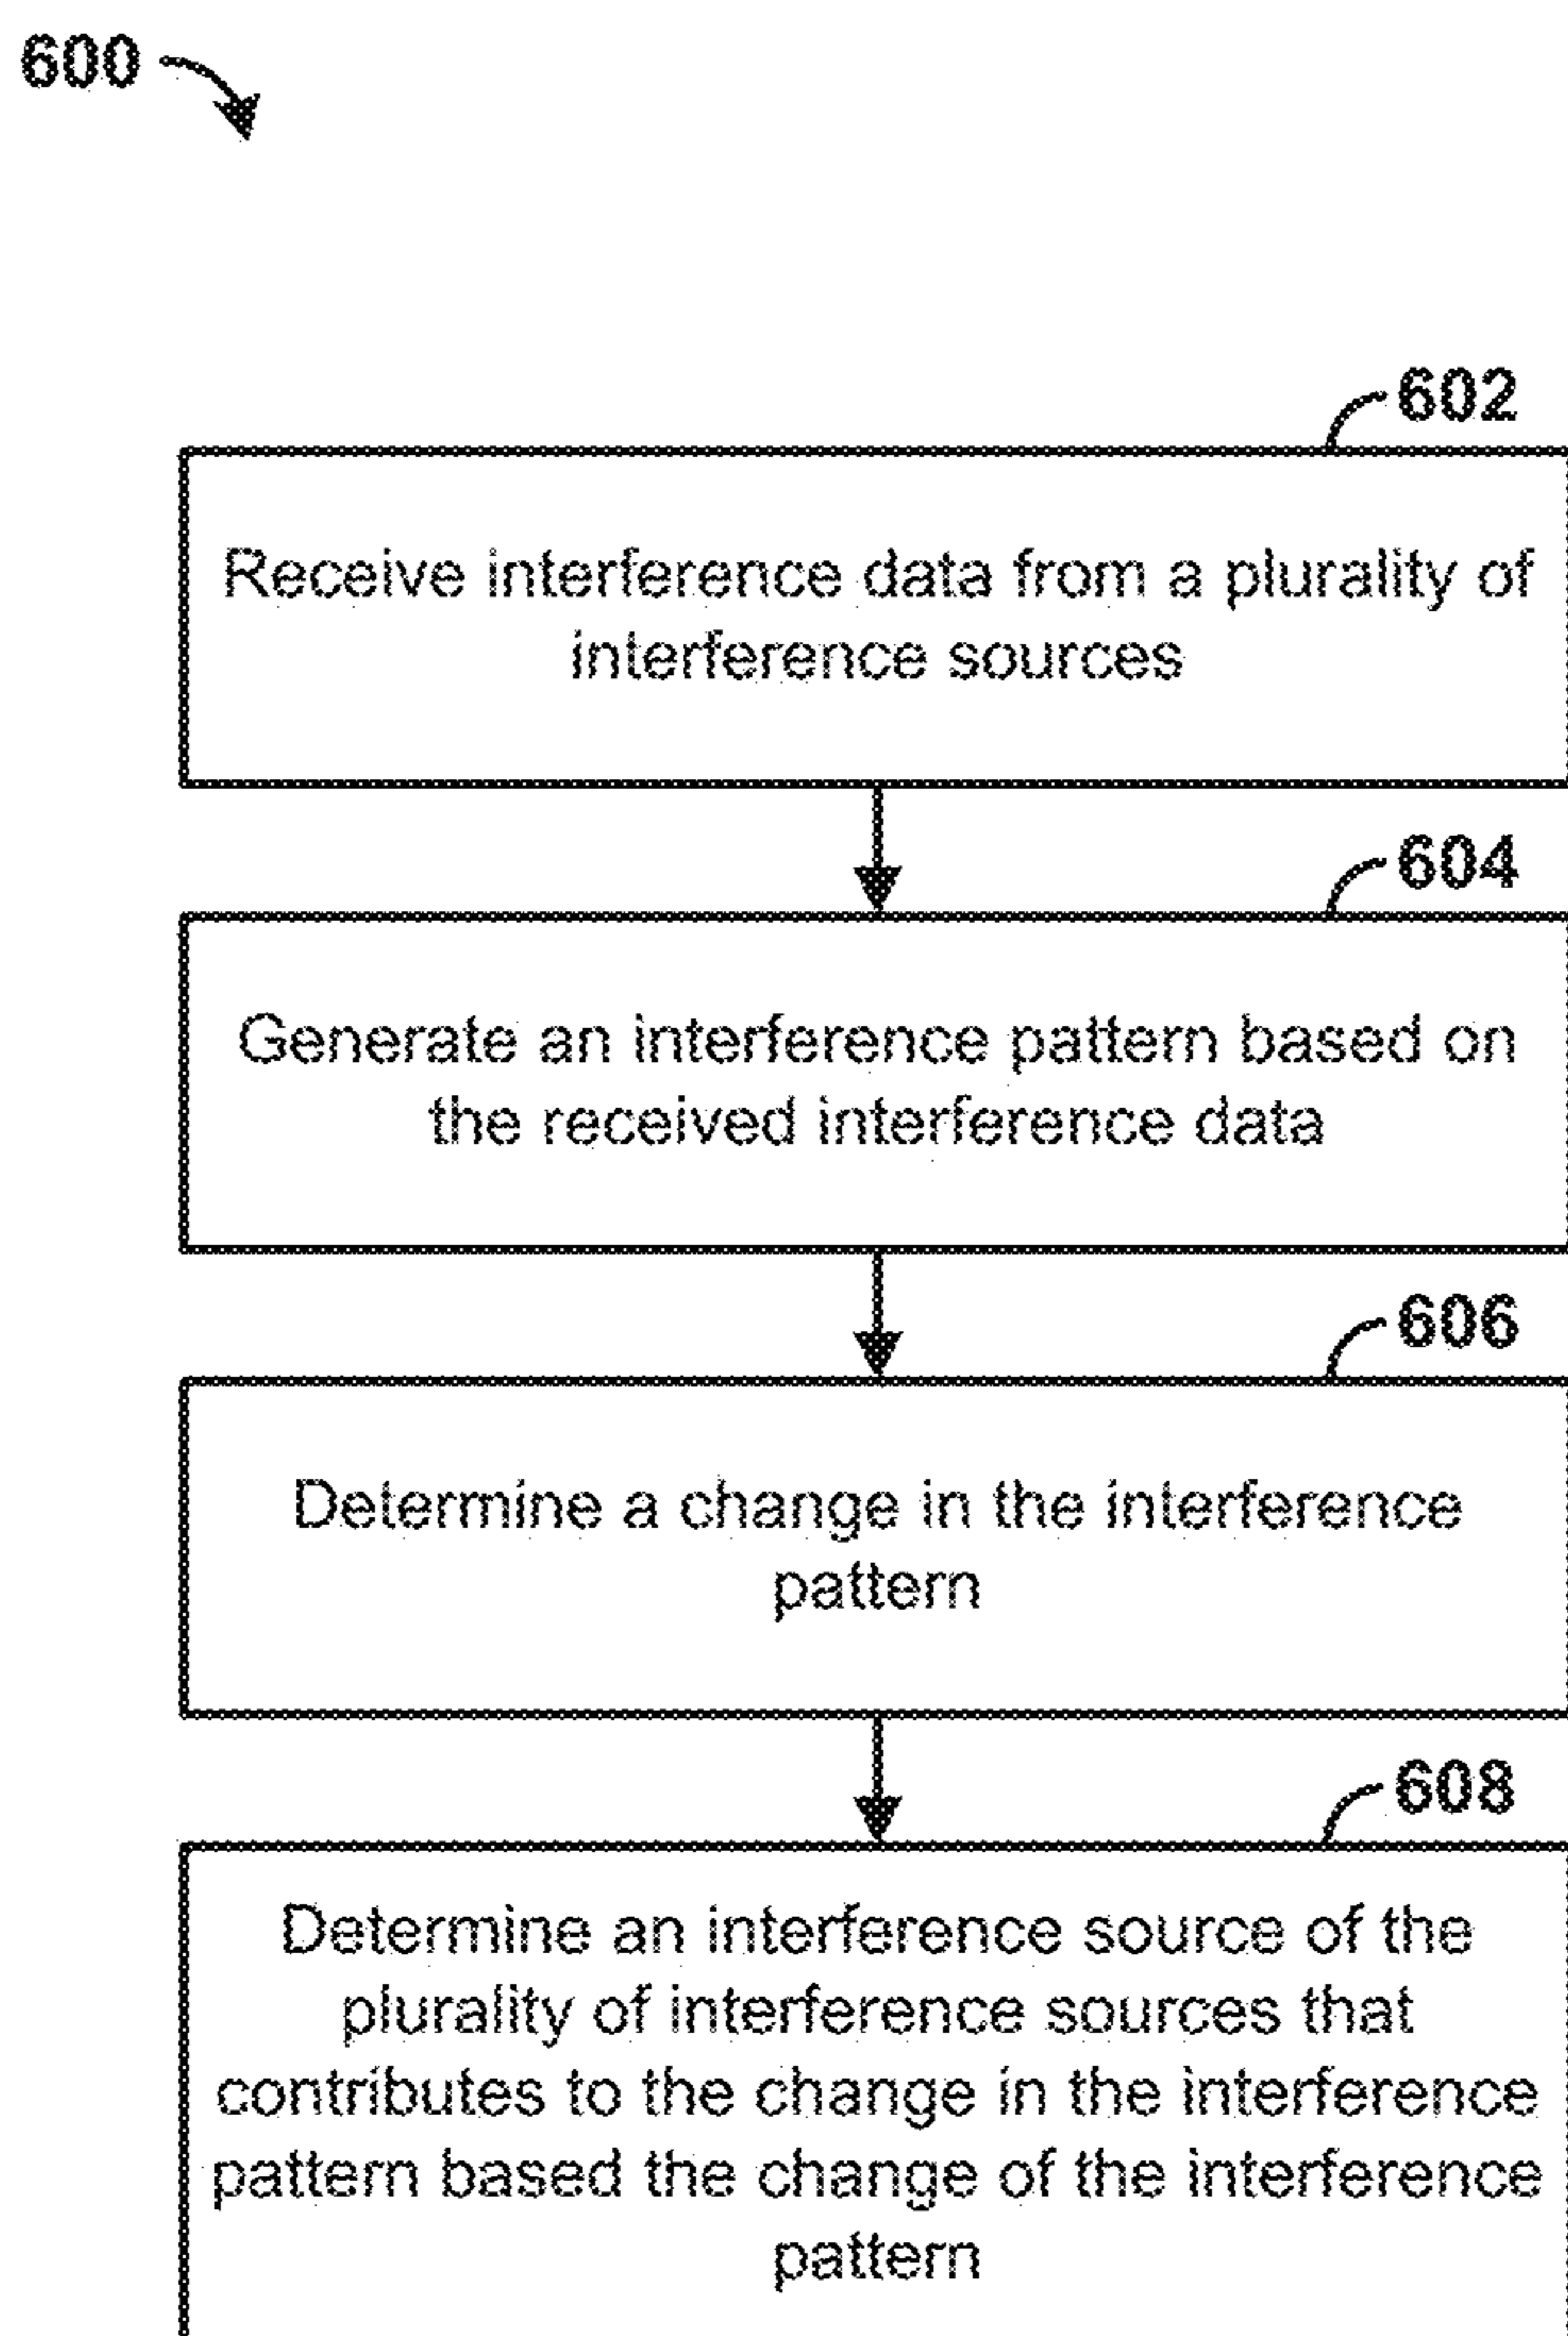 600
602
Receive interference data from a plurality of
interference sources
604
Generate an interference pattern based on
the received interference data
606
Determine a change in the interference
pattern
608
Determine an interference source of the
plurality of interference sources that
contributes to the change in the interference
pattern based the change of the interference
pattern